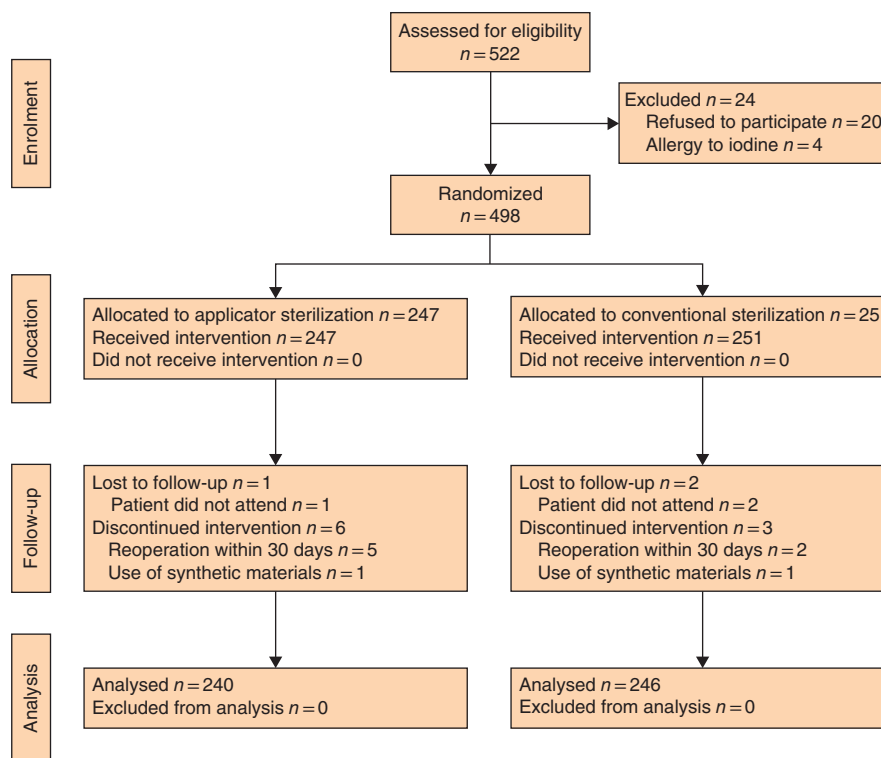 Enrolment
Assessed for eligibility
n = 522
Excluded n = 24
Refused to participate n = 20
Allergy to iodine n = 4
Randomized
n = 498
Allocation
Allocated to applicator sterilization n = 247
Received intervention n = 247
Did not receive intervention n = 0
Allocated to conventional sterilization n = 25
Received intervention n = 251
Did not receive intervention n = 0
Follow-up
Lost to follow-up n = 1
Patient did not attend n = 1
Discontinued intervention n = 6
Reoperation within 30 days n = 5
Use of synthetic materials n = 1
Lost to follow-up n = 2
Patient did not attend n = 2
Discontinued intervention n = 3
Reoperation within 30 days n = 2
Use of synthetic materials n = 1
Analysis
Analysed n = 240
Excluded from analysis n = 0
Analysed n = 246
Excluded from analysis n = 0